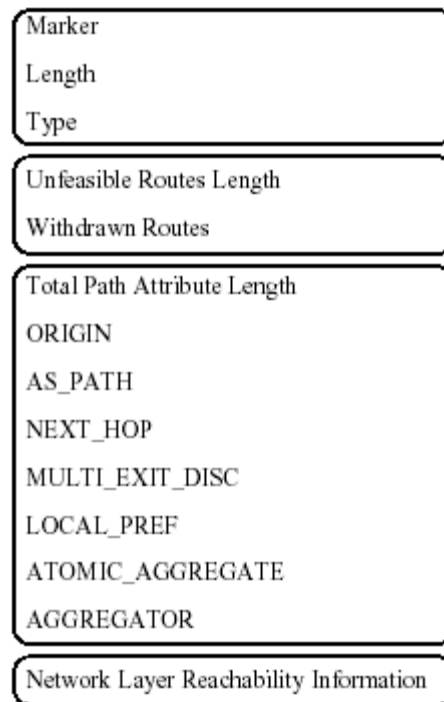 Marker
Length
Type
Unfeasible Routes Length
Withdrawn Routes
Total Path Attribute Length
ORIGIN
AS_PATH
NEXT_HOP
MULTI_EXIT_DISC
LOCAL_PREF
ATOMIC_AGGREGATE
AGGREGATOR
Network Layer Reachability Information